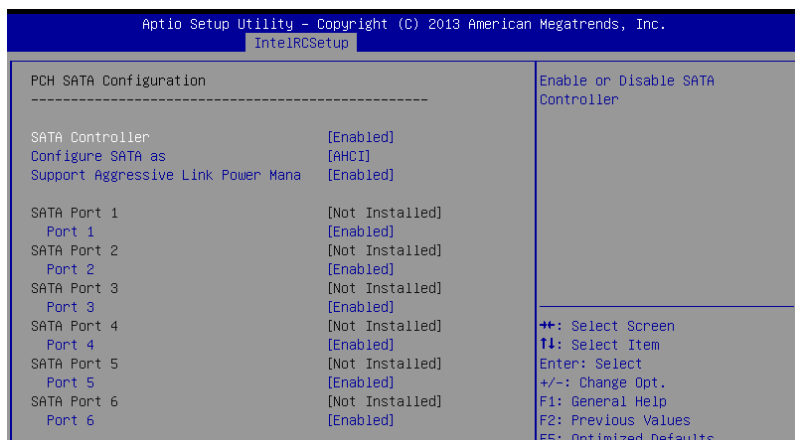 Aptio Setup Utility – Copyright (C) 2013 American Megatrends, Inc.
IntelRCSetup
PCH SATA Configuration
--------------------------------------------------
SATA Controller [Enabled]
Configure SATA as [AHCI]
Support Aggressive Link Power Mana [Enabled]
SATA Port 1 [Not Installed]
Port 1 [Enabled]
SATA Port 2 [Not Installed]
Port 2 [Enabled]
SATA Port 3 [Not Installed]
Port 3 [Enabled]
SATA Port 4 [Not Installed]
Port 4 [Enabled]
SATA Port 5 [Not Installed]
Port 5 [Enabled]
SATA Port 6 [Not Installed]
Port 6 [Enabled]
Enable or Disable SATA
Controller
→←: Select Screen
↑↓: Select Item
Enter: Select
+/-: Change Opt.
F1: General Help
F2: Previous Values
F5: Optimized Defaults